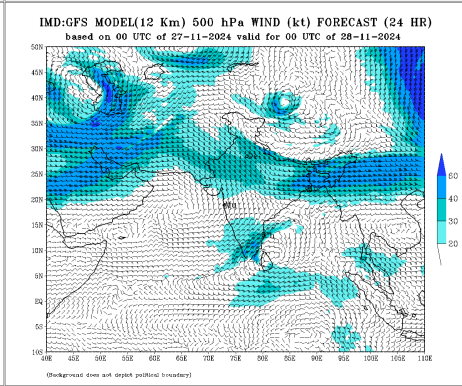 IMD:GFS MODEL(12 Km) 500 hPa WIND (kt) FORECAST (24 HR)
based on 00 UTC of 27-11-2024 valid for 00 UTC of 28-11-2024
50N
45N
40N
35N
30N
25N
20N
15N
10N
5N
EQ
5S
10S
40E 45E 50E 55E 60E 65E 70E 75E 80E 85E 90E 95E 100E 105E 110E
60
40
30
20
(Background does not depict political boundary)